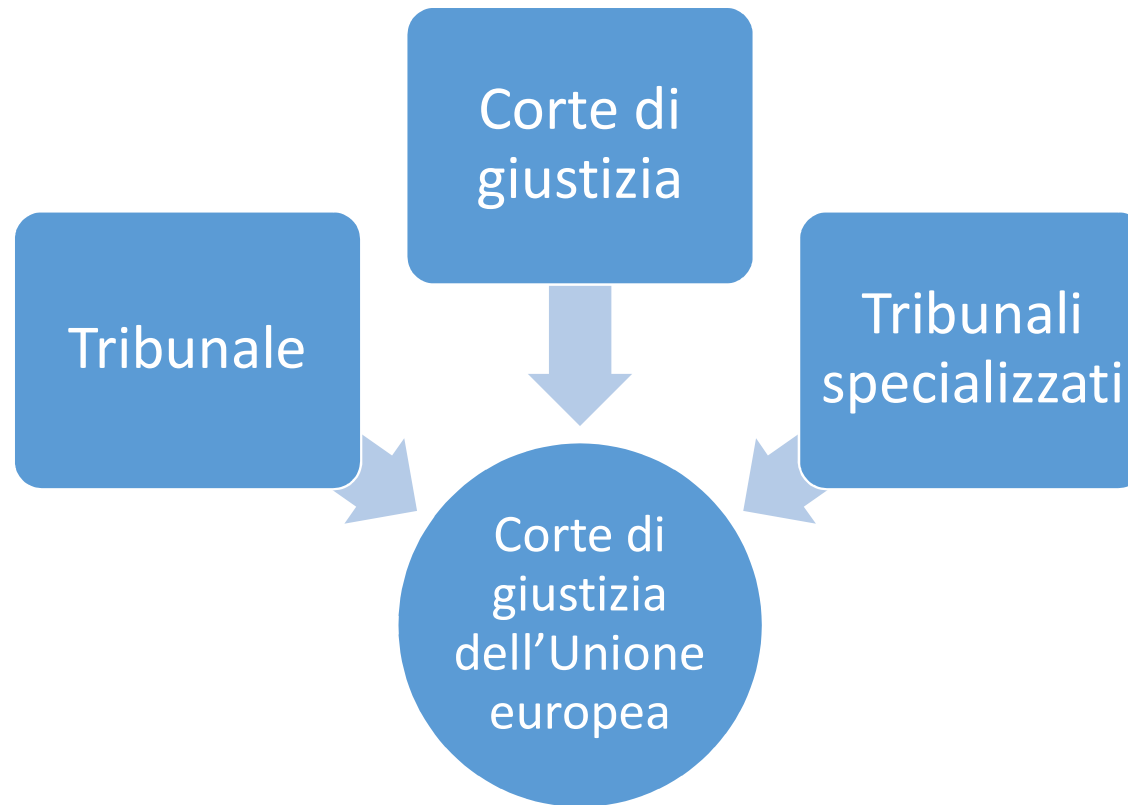 Corte di
giustizia
Tribunale
Tribunali
specializzati
Corte di
giustizia
dell’Unione
europea